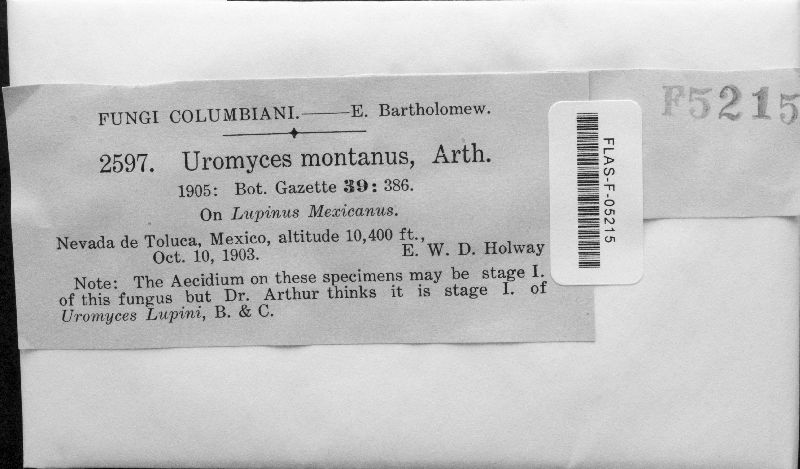 FUNGI COLUMBIANI.——E. Bartholomew.
2597. Uromyces montanus, Arth.
1905: Bot. Gazette 39: 386.
On Lupinus Mexicanus.
Nevada de Toluca, Mexico, altitude 10,400 ft.,
Oct. 10, 1903. E. W. D. Holway
Note: The Aecidium on these specimens may be stage I.
of this fungus but Dr. Arthur thinks it is stage I. of
Uromyces Lupini, B. & C.
F5215
FLAS-F-05215